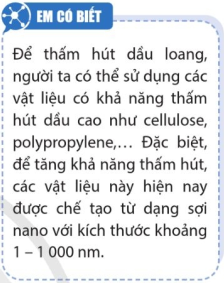 EM CÓ BIẾT
Để thấm hút dầu loang,
người ta có thể sử dụng các
vật liệu có khả năng thấm
hút dầu cao như cellulose,
polypropylene,… Đặc biệt,
để tăng khả năng thấm hút,
các vật liệu này hiện nay
được chế tạo từ dạng sợi
nano với kích thước khoảng
1 – 1 000 nm.